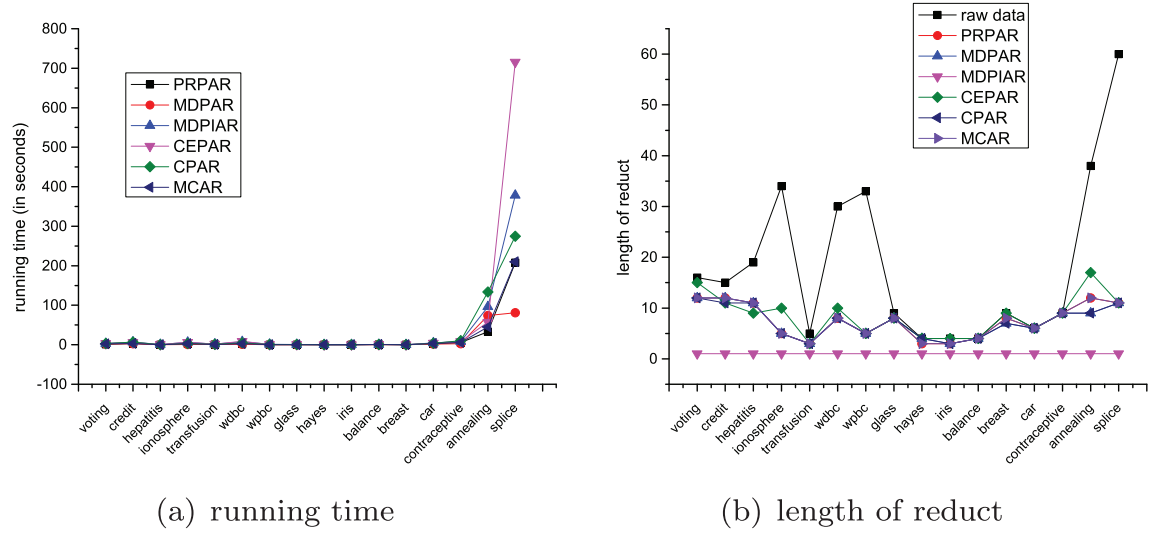 800
700
600
500
400
300
200
100
0
-100
running time (in seconds)
PRPAR
MDPAR
MDPIAR
CEPAR
CPAR
MCAR
voting
credit
hepatitis
ionosphere
transfusion
wdbc
wpbc
glass
hayes
iris
balance
breast
car
contraceptive
annealing
splice
(a) running time
60
50
40
30
20
10
0
length of reduct
raw data
PRPAR
MDPAR
MDPIAR
CEPAR
CPAR
MCAR
voting
credit
hepatitis
ionosphere
transfusion
wdbc
wpbc
glass
hayes
iris
balance
breast
car
contraceptive
annealing
splice
(b) length of reduct